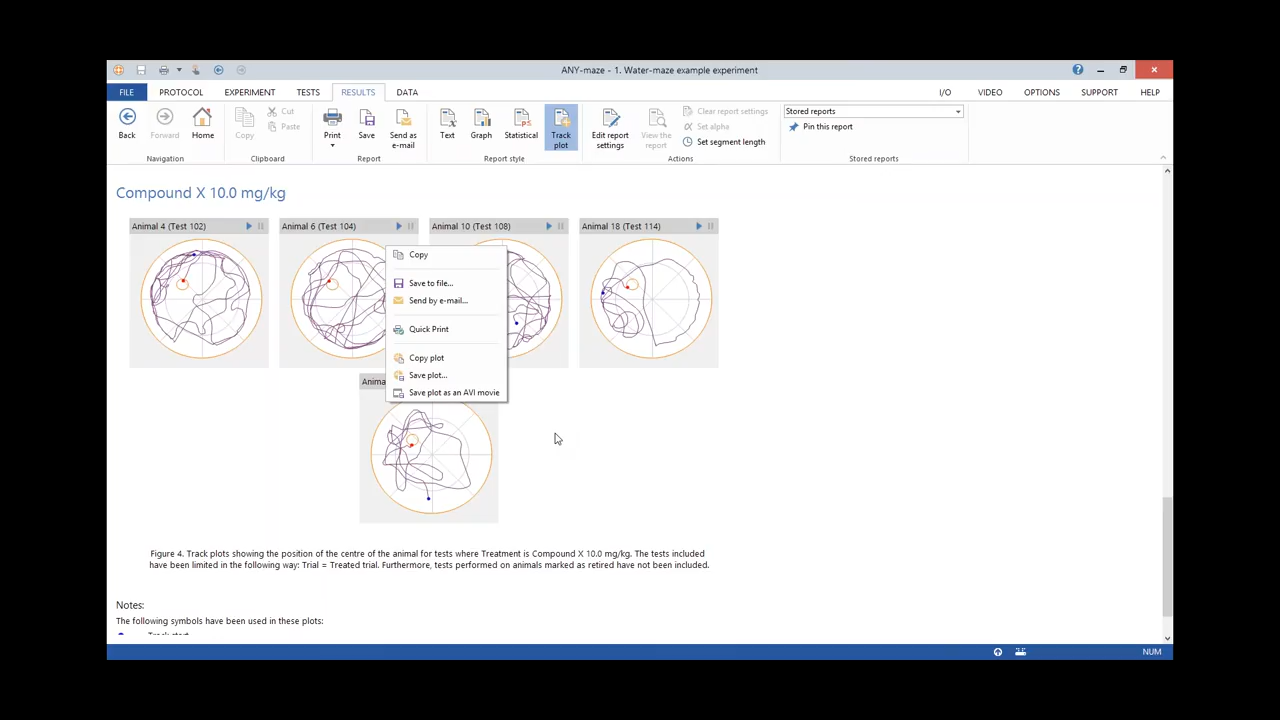 ANY-maze - 1. Water-maze example experiment
FILE PROTOCOL EXPERIMENT TESTS RESULTS DATA I/O VIDEO OPTIONS SUPPORT HELP
Back
Forward
Home
Navigation
Copy
Cut
Paste
Clipboard
Print
Save
Send as
e-mail
Report
Text
Graph
Statistical
Track
plot
Report style
Edit report
settings
View the
report
Clear report settings
Set alpha
Set segment length
Actions
Stored reports
Pin this report
Stored reports
Compound X 10.0 mg/kg
Animal 4 (Test 102)
Animal 6 (Test 104)
Animal 10 (Test 108)
Animal 18 (Test 114)
Copy
Save to file...
Send by e-mail...
Quick Print
Copy plot
Save plot...
Save plot as an AVI movie
Figure 4. Track plots showing the position of the centre of the animal for tests where Treatment is Compound X 10.0 mg/kg. The tests included
have been limited in the following way: Trial = Treated trial. Furthermore, tests performed on animals marked as retired have not been included.
Notes:
The following symbols have been used in these plots:
NUM